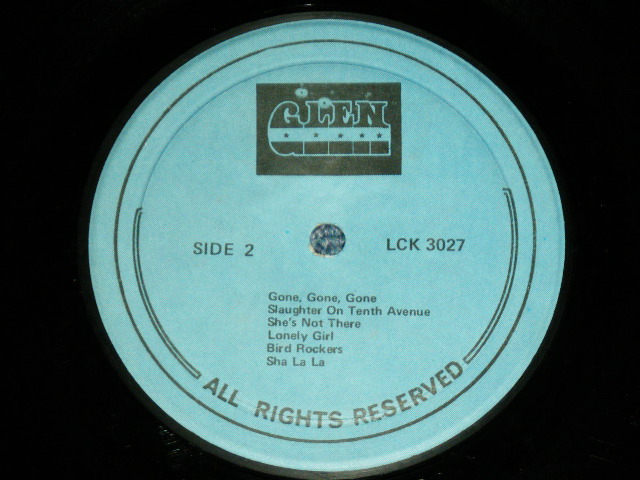 GLEN
SIDE 2
LCK 3027
Gone, Gone, Gone
Slaughter On Tenth Avenue
She's Not There
Lonely Girl
Bird Rockers
Sha La La
ALL RIGHTS RESERVED